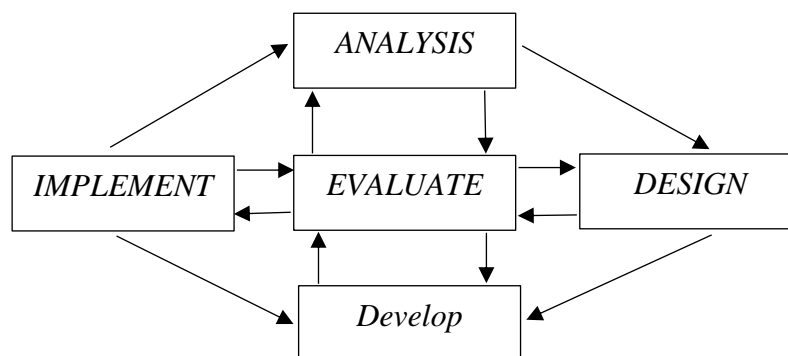 ANALYSIS
IMPLEMENT
EVALUATE
DESIGN
Develop